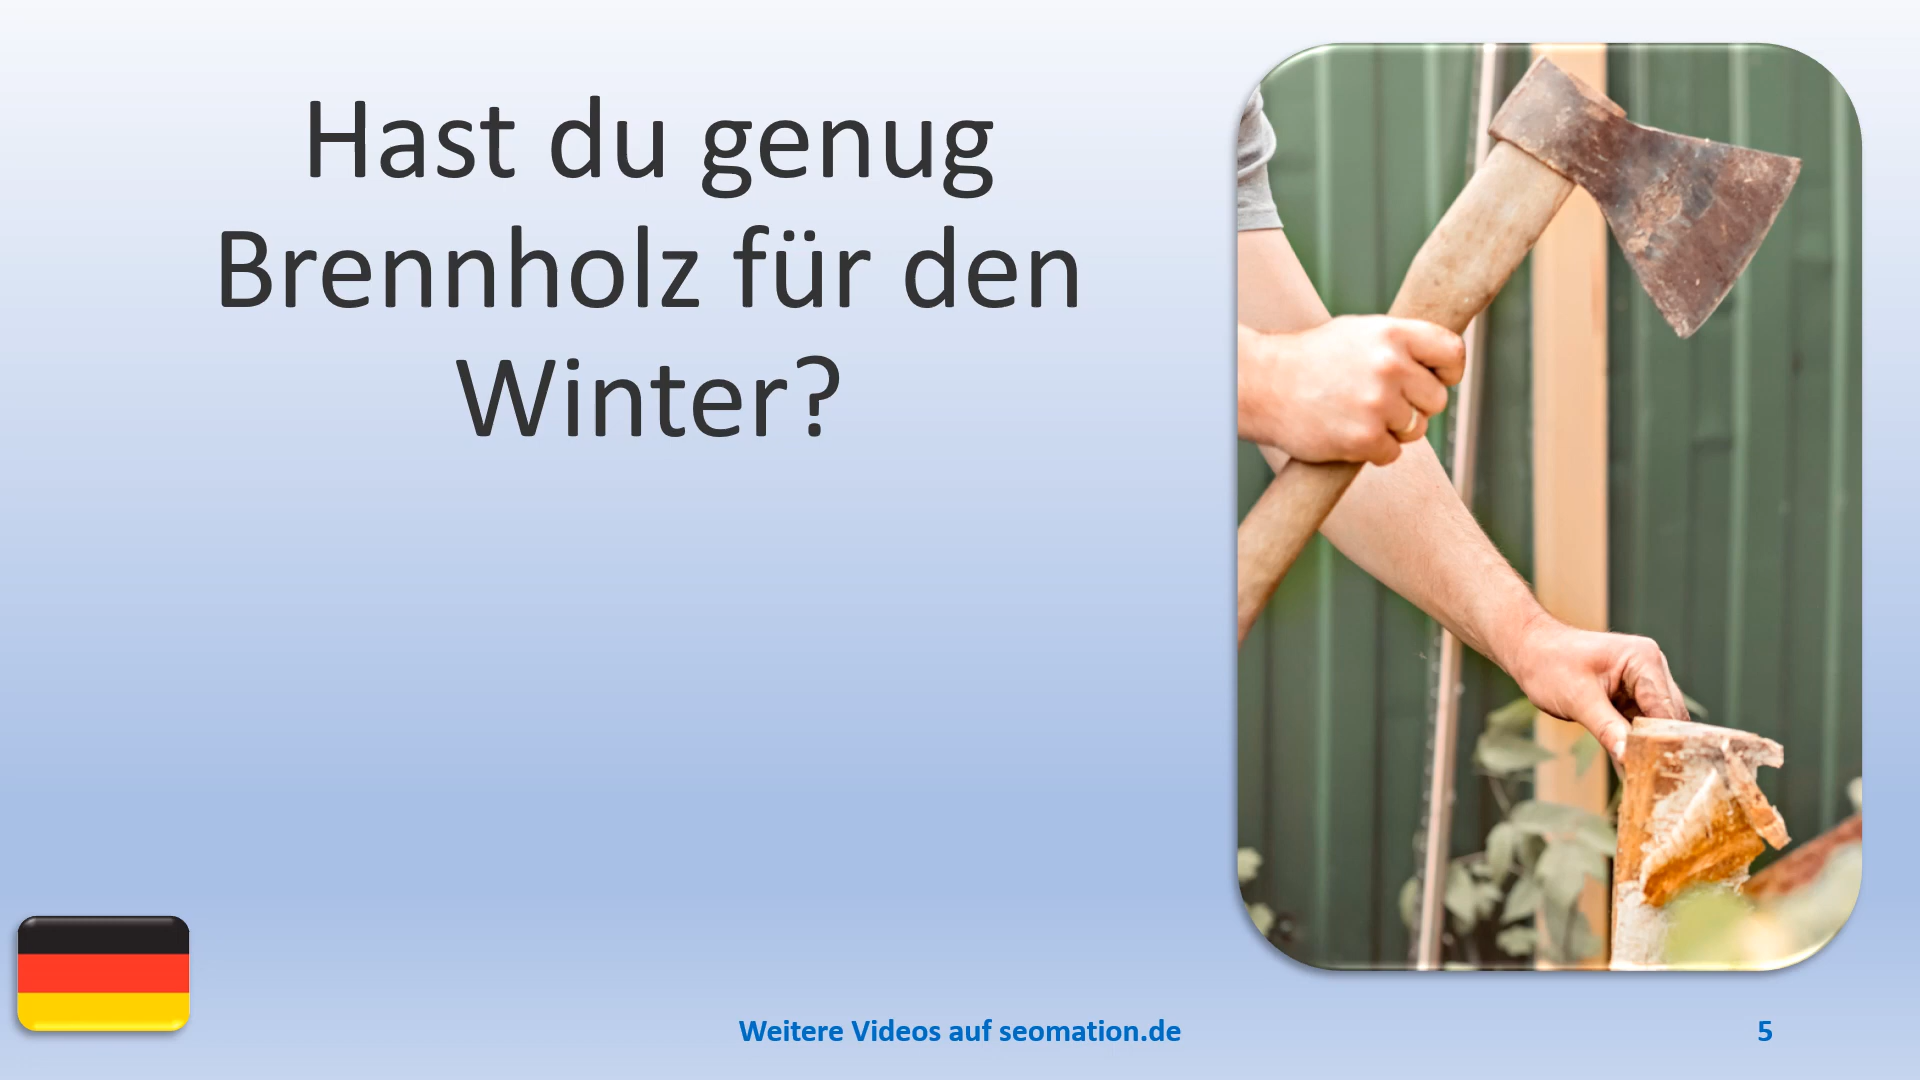 Hast du genug
Brennholz für den
Winter?
Weitere Videos auf seomation.de
5